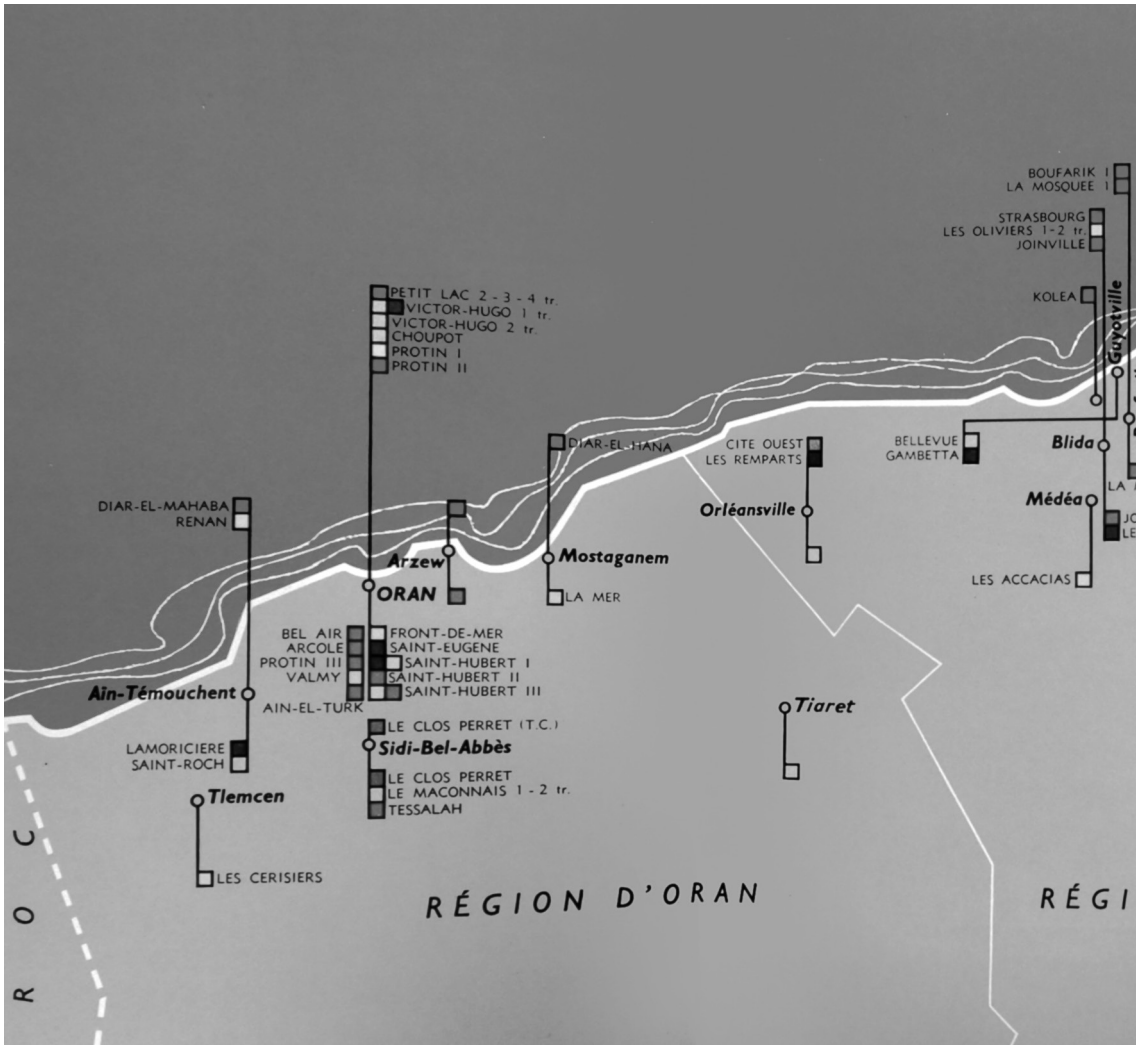 BOUFARIK I
LA MOSQUEE I
STRASBOURG
LES OLIVIERS 1-2 tr.
JOINVILLE
KOLEA
Guyotville
PETIT LAC 2-3-4 tr.
VICTOR-HUGO 1 tr.
VICTOR-HUGO 2 tr.
CHOUPOT
PROTIN I
PROTIN II
DIAR-EL-HANA
CITE OUEST
LES REMPARTS
BELLEVUE
GAMBETTA
Blida
Médéa
Orléansville
DIAR-EL-MAHABA
RENAN
Arzew
Mostaganem
ORAN
LA MER
LES ACCACIAS
BEL AIR
ARCOLE
PROTIN III
VALMY
AIN-EL-TURK
FRONT-DE-MER
SAINT-EUGENE
SAINT-HUBERT I
SAINT-HUBERT II
SAINT-HUBERT III
Aïn-Témouchent
LE CLOS PERRET (T.C.)
Sidi-Bel-Abbès
Tiaret
LAMORICIERE
SAINT-ROCH
LE CLOS PERRET
LE MACONNAIS 1-2 tr.
TESSALAH
Tlemcen
LES CERISIERS
RÉGION D'ORAN
RÉGI
ROC